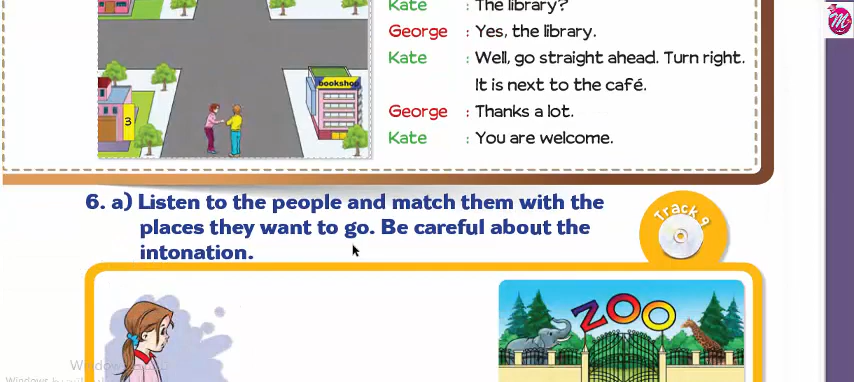 Kate : The library?
George : Yes, the library.
Kate : Well, go straight ahead. Turn right.
It is next to the café.
George : Thanks a lot.
Kate : You are welcome.
bookshop
3
6. a) Listen to the people and match them with the
places they want to go. Be careful about the
intonation.
Track 9
ZOO